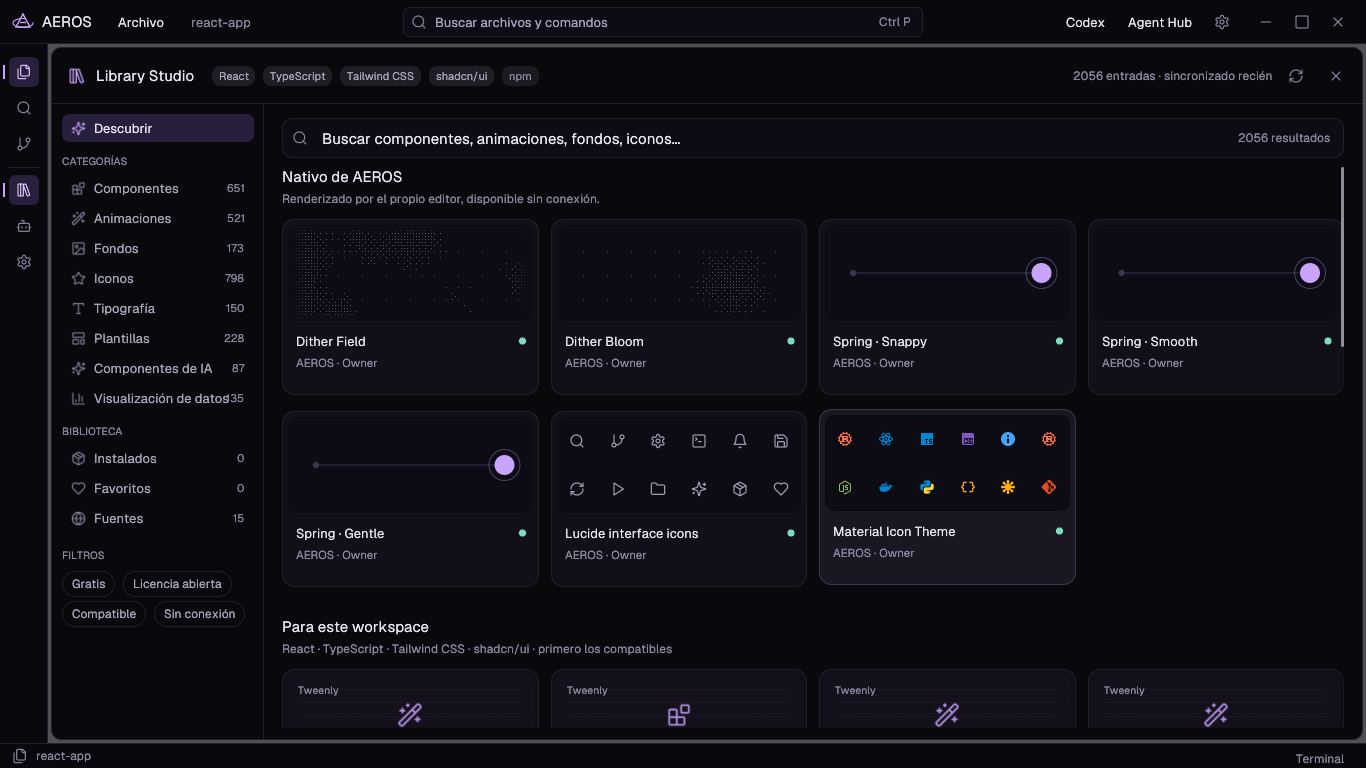 AEROS Archivo react-app Buscar archivos y comandos Ctrl P Codex Agent Hub
Library Studio React TypeScript Tailwind CSS shadcn/ui npm 2056 entradas · sincronizado recién
Descubrir
CATEGORÍAS
Componentes 651
Animaciones 521
Fondos 173
Iconos 798
Tipografía 150
Plantillas 228
Componentes de IA 87
Visualización de datos 135
BIBLIOTECA
Instalados 0
Favoritos 0
Fuentes 15
FILTROS
Gratis Licencia abierta
Compatible Sin conexión
Buscar componentes, animaciones, fondos, iconos... 2056 resultados
Nativo de AEROS
Renderizado por el propio editor, disponible sin conexión.
Dither Field
AEROS · Owner
Dither Bloom
AEROS · Owner
Spring · Snappy
AEROS · Owner
Spring · Smooth
AEROS · Owner
Spring · Gentle
AEROS · Owner
Lucide interface icons
AEROS · Owner
TS
JS
Material Icon Theme
AEROS · Owner
Para este workspace
React · TypeScript · Tailwind CSS · shadcn/ui · primero los compatibles
Tweenly
Tweenly
Tweenly
Tweenly
react-app Terminal